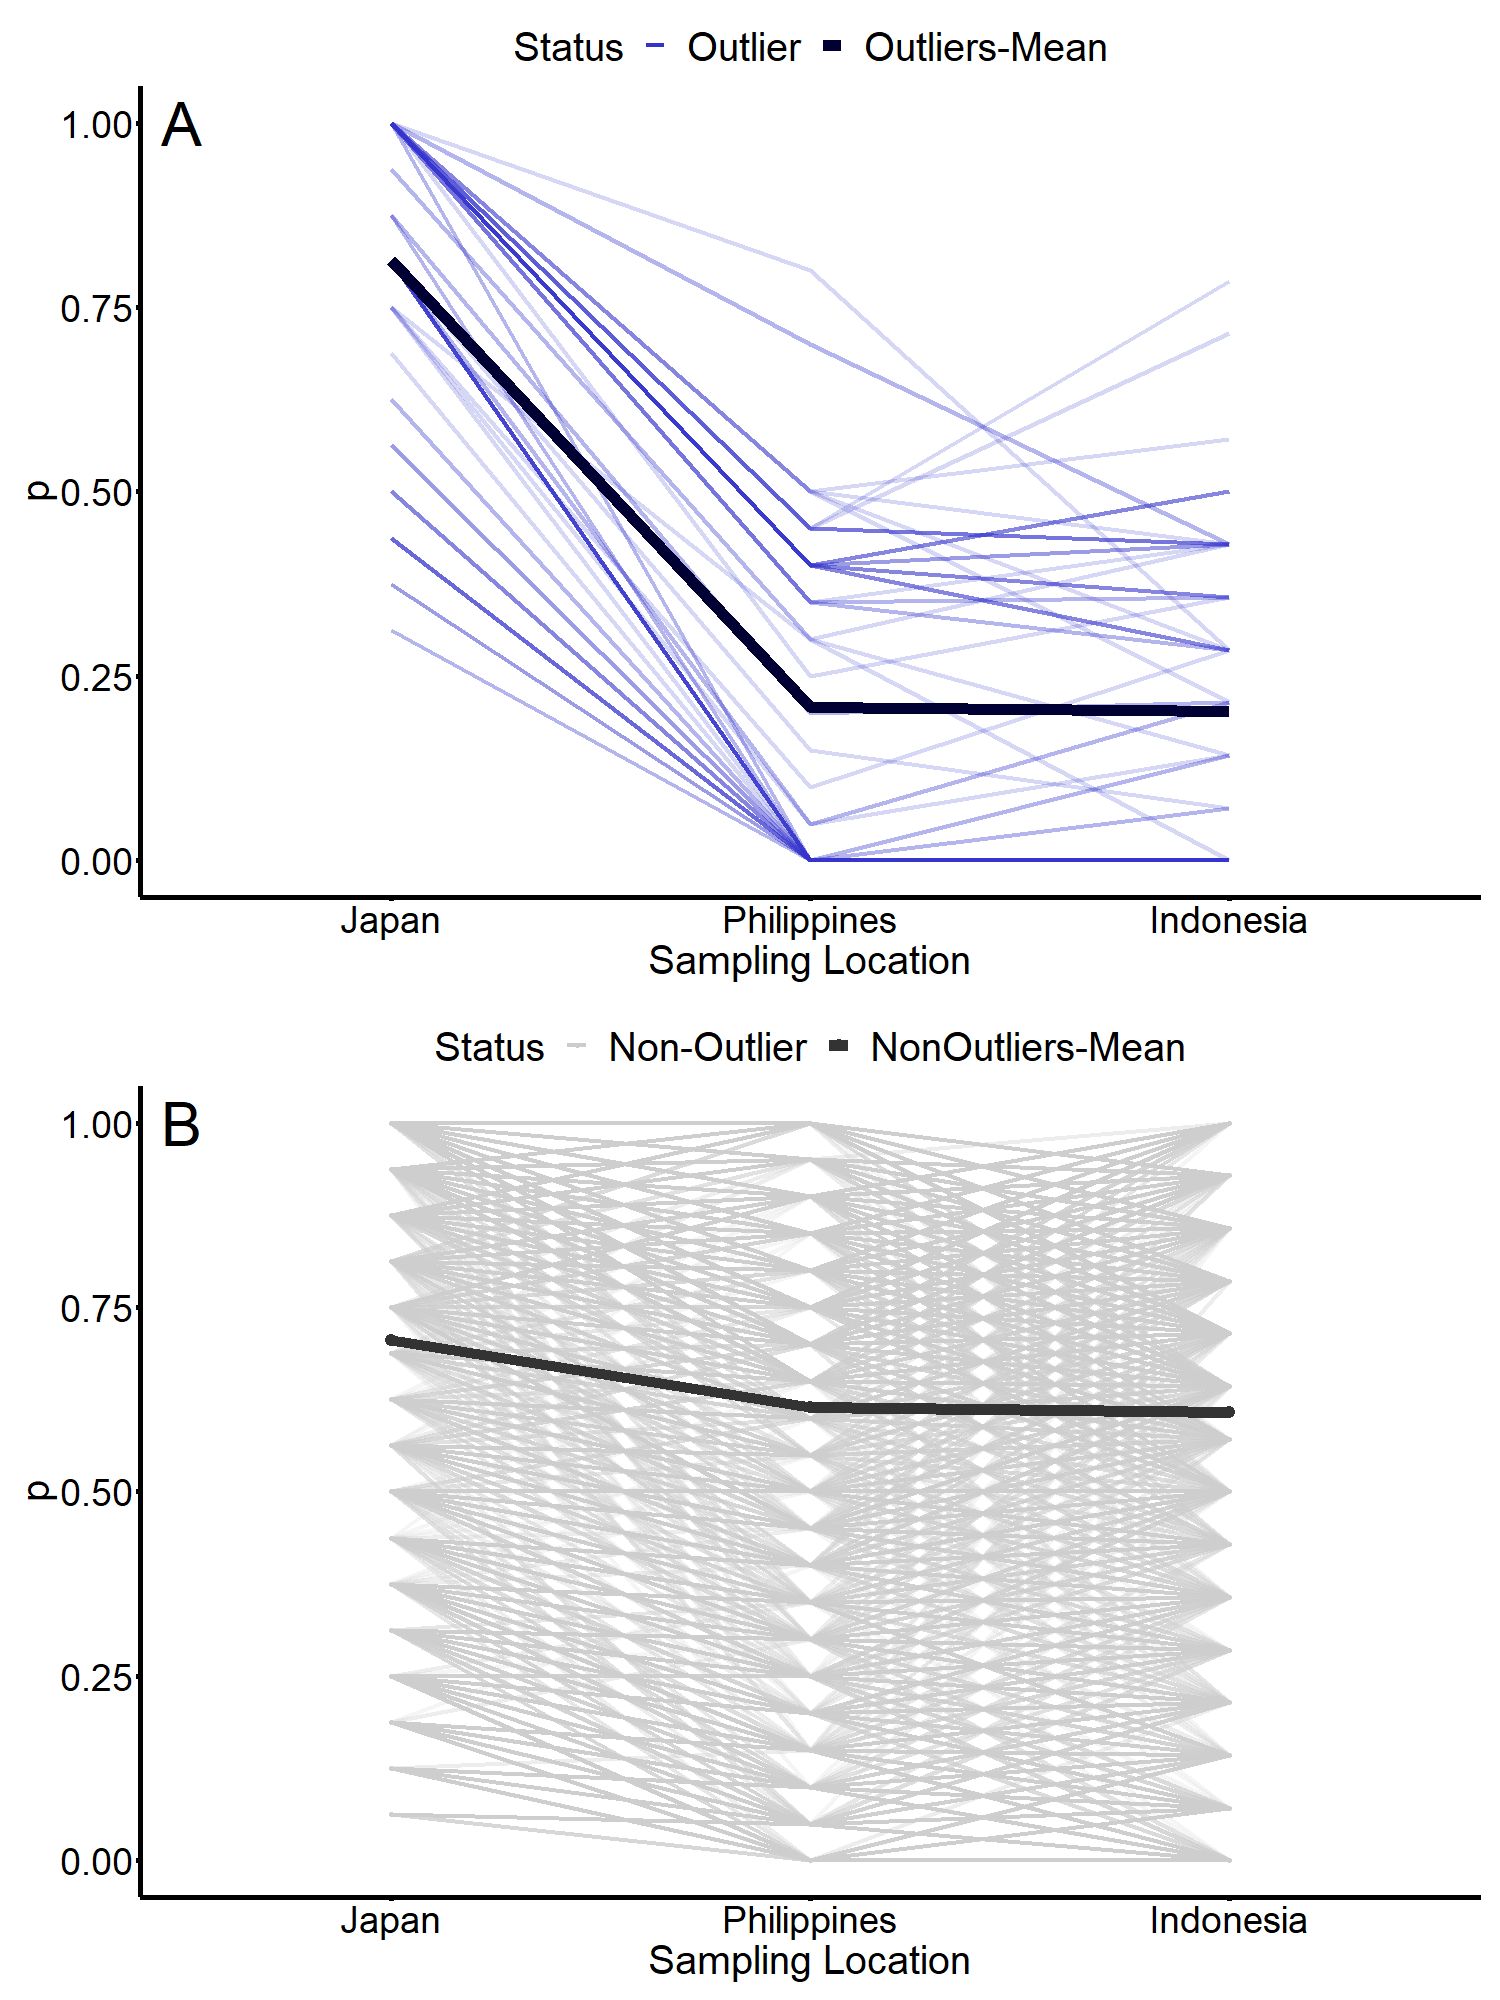 Status Outlier Outliers-Mean
A
1.00
0.75
0.50
0.25
0.00
p
Japan Philippines Indonesia
Sampling Location
Status Non-Outlier NonOutliers-Mean
B
1.00
0.75
0.50
0.25
0.00
p
Japan Philippines Indonesia
Sampling Location